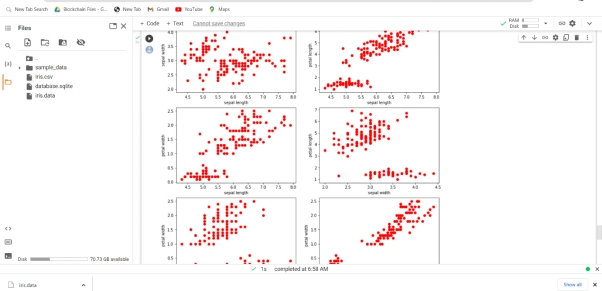 New Tab Search
Blockchain Files - G...
New Tab
Gmail
YouTube
Maps
Files
+ Code + Text Cannot save changes
RAM
Disk
..
sample_data
iris.csv
database.sqlite
iris.data
{x}
sepal width
4.0
3.5
3.0
2.5
2.0
4.5 5.0 5.5 6.0 6.5 7.0 7.5 8.0
sepal length
petal length
6
5
4
3
2
1
4.5 5.0 5.5 6.0 6.5 7.0 7.5 8.0
sepal length
petal width
2.5
2.0
1.5
1.0
0.5
0.0
4.5 5.0 5.5 6.0 6.5 7.0 7.5 8.0
sepal length
petal length
7
6
5
4
3
2
1
2.0 2.5 3.0 3.5 4.0 4.5
sepal width
petal width
2.5
2.0
1.5
1.0
0.5
petal width
2.5
2.0
1.5
1.0
0.5
Disk 70.73 GB available
1s completed at 6:58 AM
iris.data
Show all